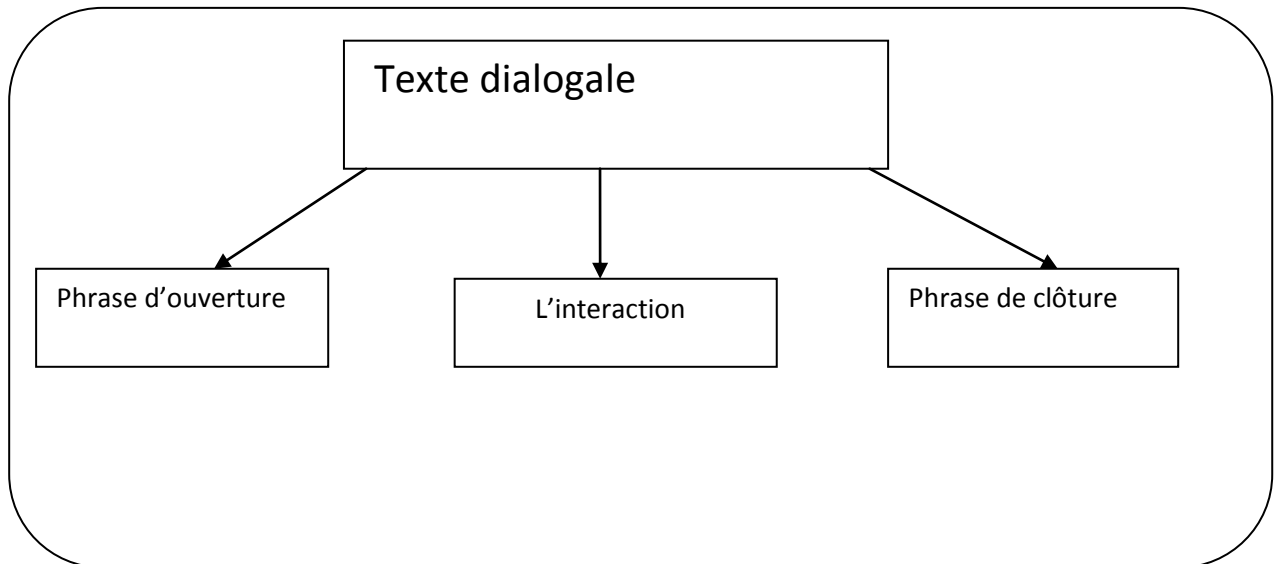 Texte dialogale
Phrase d’ouverture
L’interaction
Phrase de clôture